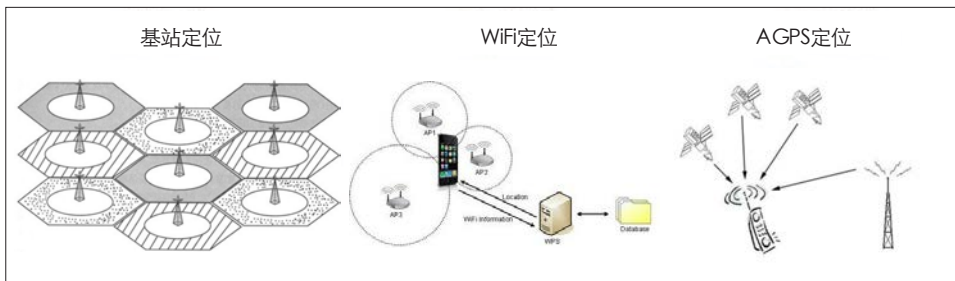 基站定位
WiFi定位
AGPS定位
AP1
AP2
AP3
Location
WiFi Information
WPS
Database